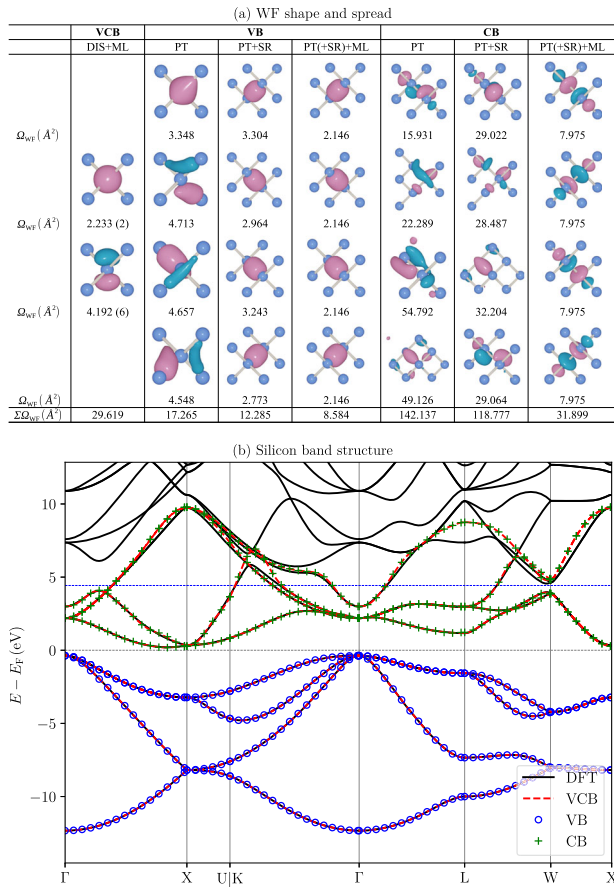 (a) WF shape and spread
VCB VB CB
DIS+ML PT PT+SR PT(+SR)+ML PT PT+SR PT(+SR)+ML
Ω_WF(Å²) 3.348 3.304 2.146 15.931 29.022 7.975
Ω_WF(Å²) 2.233 (2) 4.713 2.964 2.146 22.289 28.487 7.975
Ω_WF(Å²) 4.192 (6) 4.657 3.243 2.146 54.792 32.204 7.975
Ω_WF(Å²) 4.548 2.773 2.146 49.126 29.064 7.975
ΣΩ_WF(Å²) 29.619 17.265 12.285 8.584 142.137 118.777 31.899
(b) Silicon band structure
10
5
0
−5
−10
E − E_F (eV)
DFT
VCB
VB
CB
Γ X U|K Γ L W X